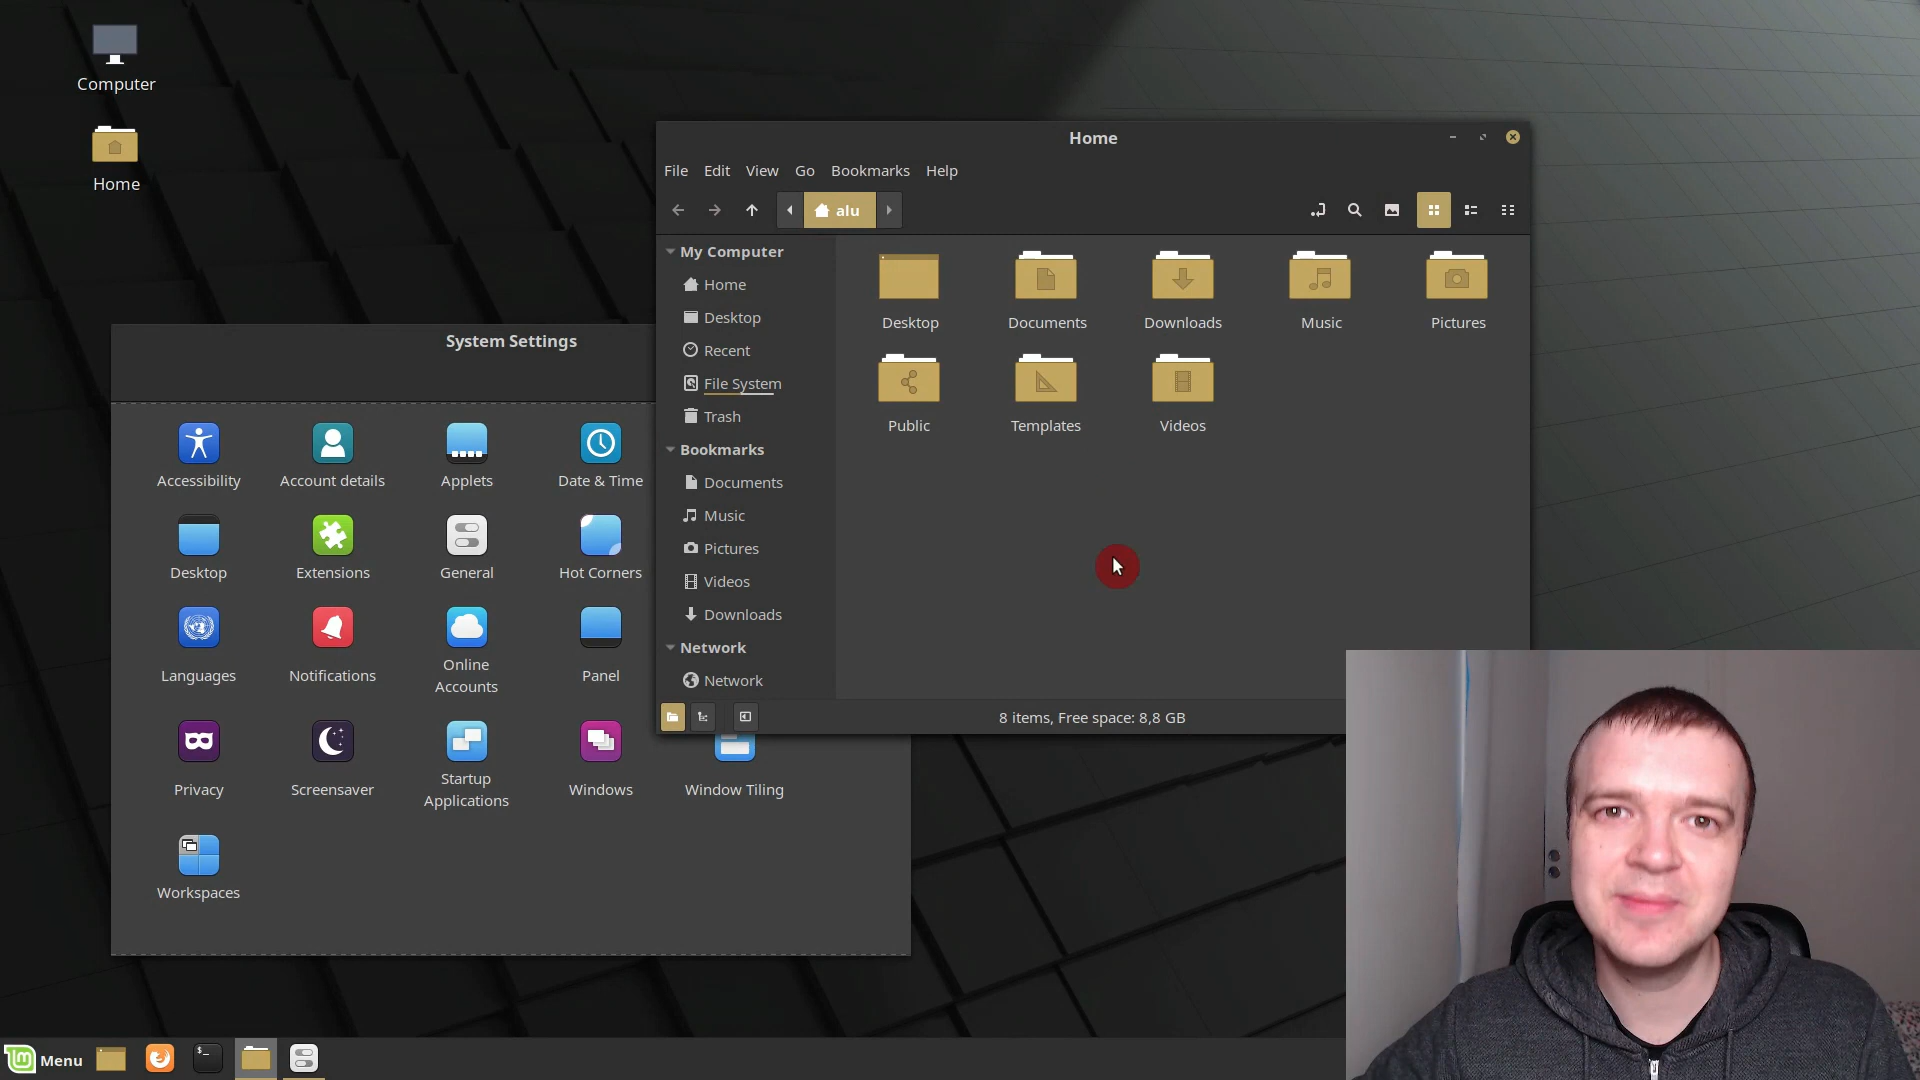 Computer
Home
Home
File Edit View Go Bookmarks Help
alu
My Computer
Home
Desktop
Recent
File System
Trash
Bookmarks
Documents
Music
Pictures
Videos
Downloads
Network
Network
Desktop Documents Downloads Music Pictures
Public Templates Videos
8 items, Free space: 8,8 GB
System Settings
Accessibility Account details Applets Date & Time
Desktop Extensions General Hot Corners
Languages Notifications Online Accounts Panel
Privacy Screensaver Startup Applications Windows Window Tiling
Workspaces
Menu